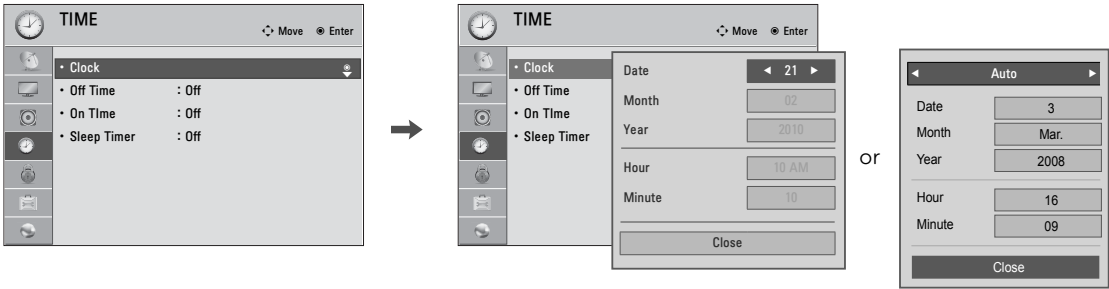 TIME
Move Enter
• Clock
• Off Time : Off
• On TIme : Off
• Sleep Timer : Off
TIME
Move Enter
• Clock
• Off Time
• On TIme
• Sleep Timer
Date ◄ 21 ►
Month 02
Year 2010
Hour 10 AM
Minute 10
Close
or
◄ Auto ►
Date 3
Month Mar.
Year 2008
Hour 16
Minute 09
Close